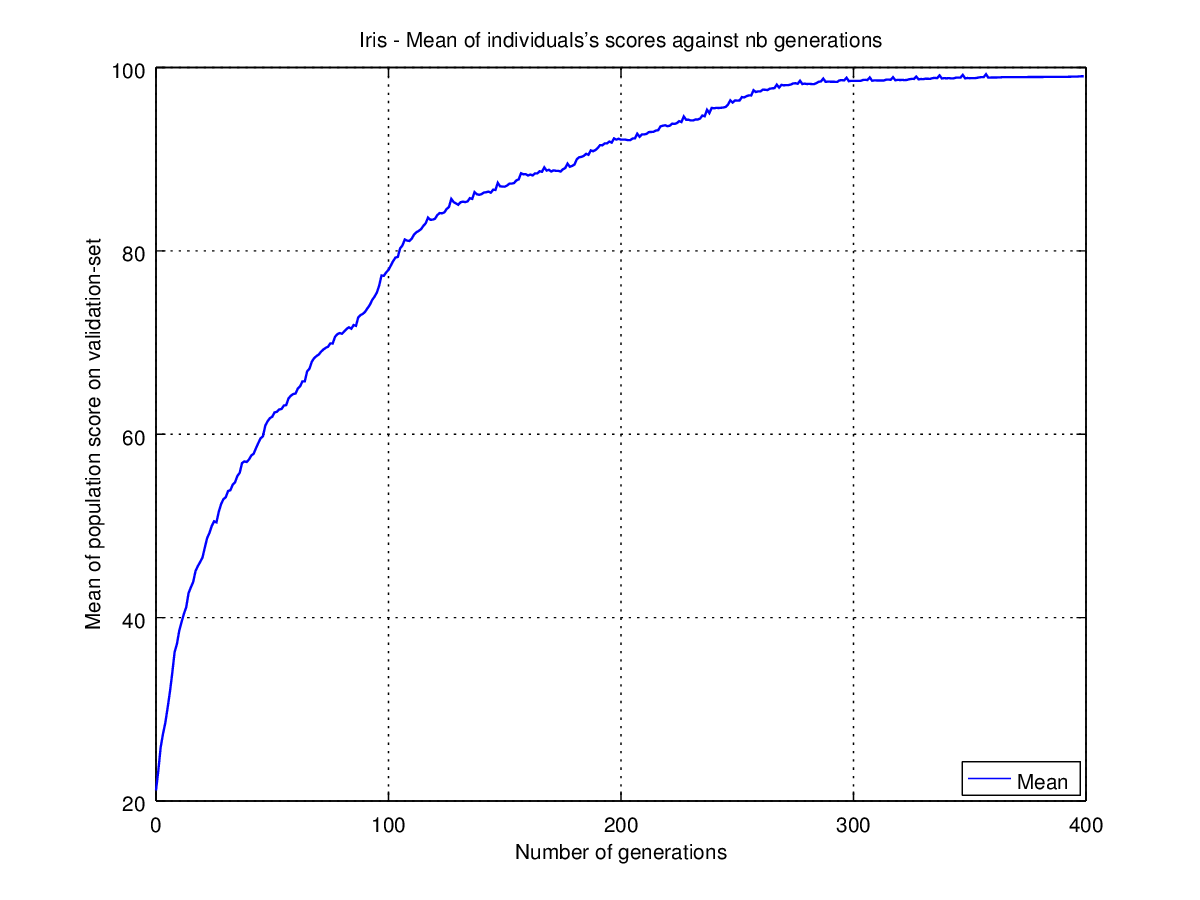 Iris - Mean of individuals's scores against nb generations
100
80
60
40
20
Mean of population score on validation-set
Mean
0 100 200 300 400
Number of generations